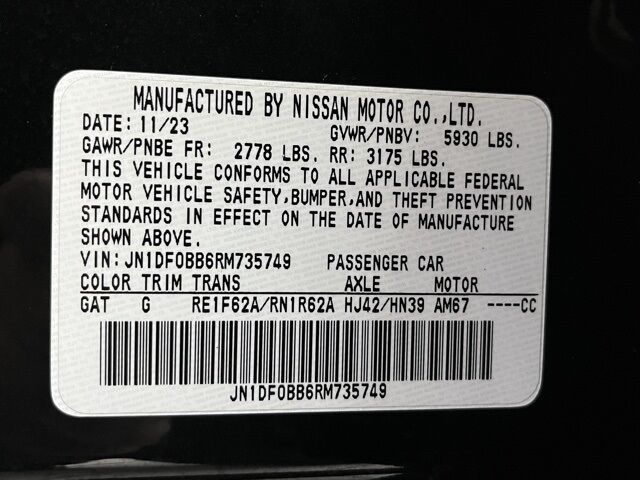 MANUFACTURED BY NISSAN MOTOR CO.,LTD.
DATE: 11/23 GVWR/PNBV: 5930 LBS.
GAWR/PNBE FR: 2778 LBS. RR: 3175 LBS.
THIS VEHICLE CONFORMS TO ALL APPLICABLE FEDERAL
MOTOR VEHICLE SAFETY,BUMPER,AND THEFT PREVENTION
STANDARDS IN EFFECT ON THE DATE OF MANUFACTURE
SHOWN ABOVE.
VIN: JN1DF0BB6RM735749 PASSENGER CAR
COLOR TRIM TRANS AXLE MOTOR
GAT G RE1F62A/RN1R62A HJ42/HN39 AM67 ----CC
JN1DF0BB6RM735749